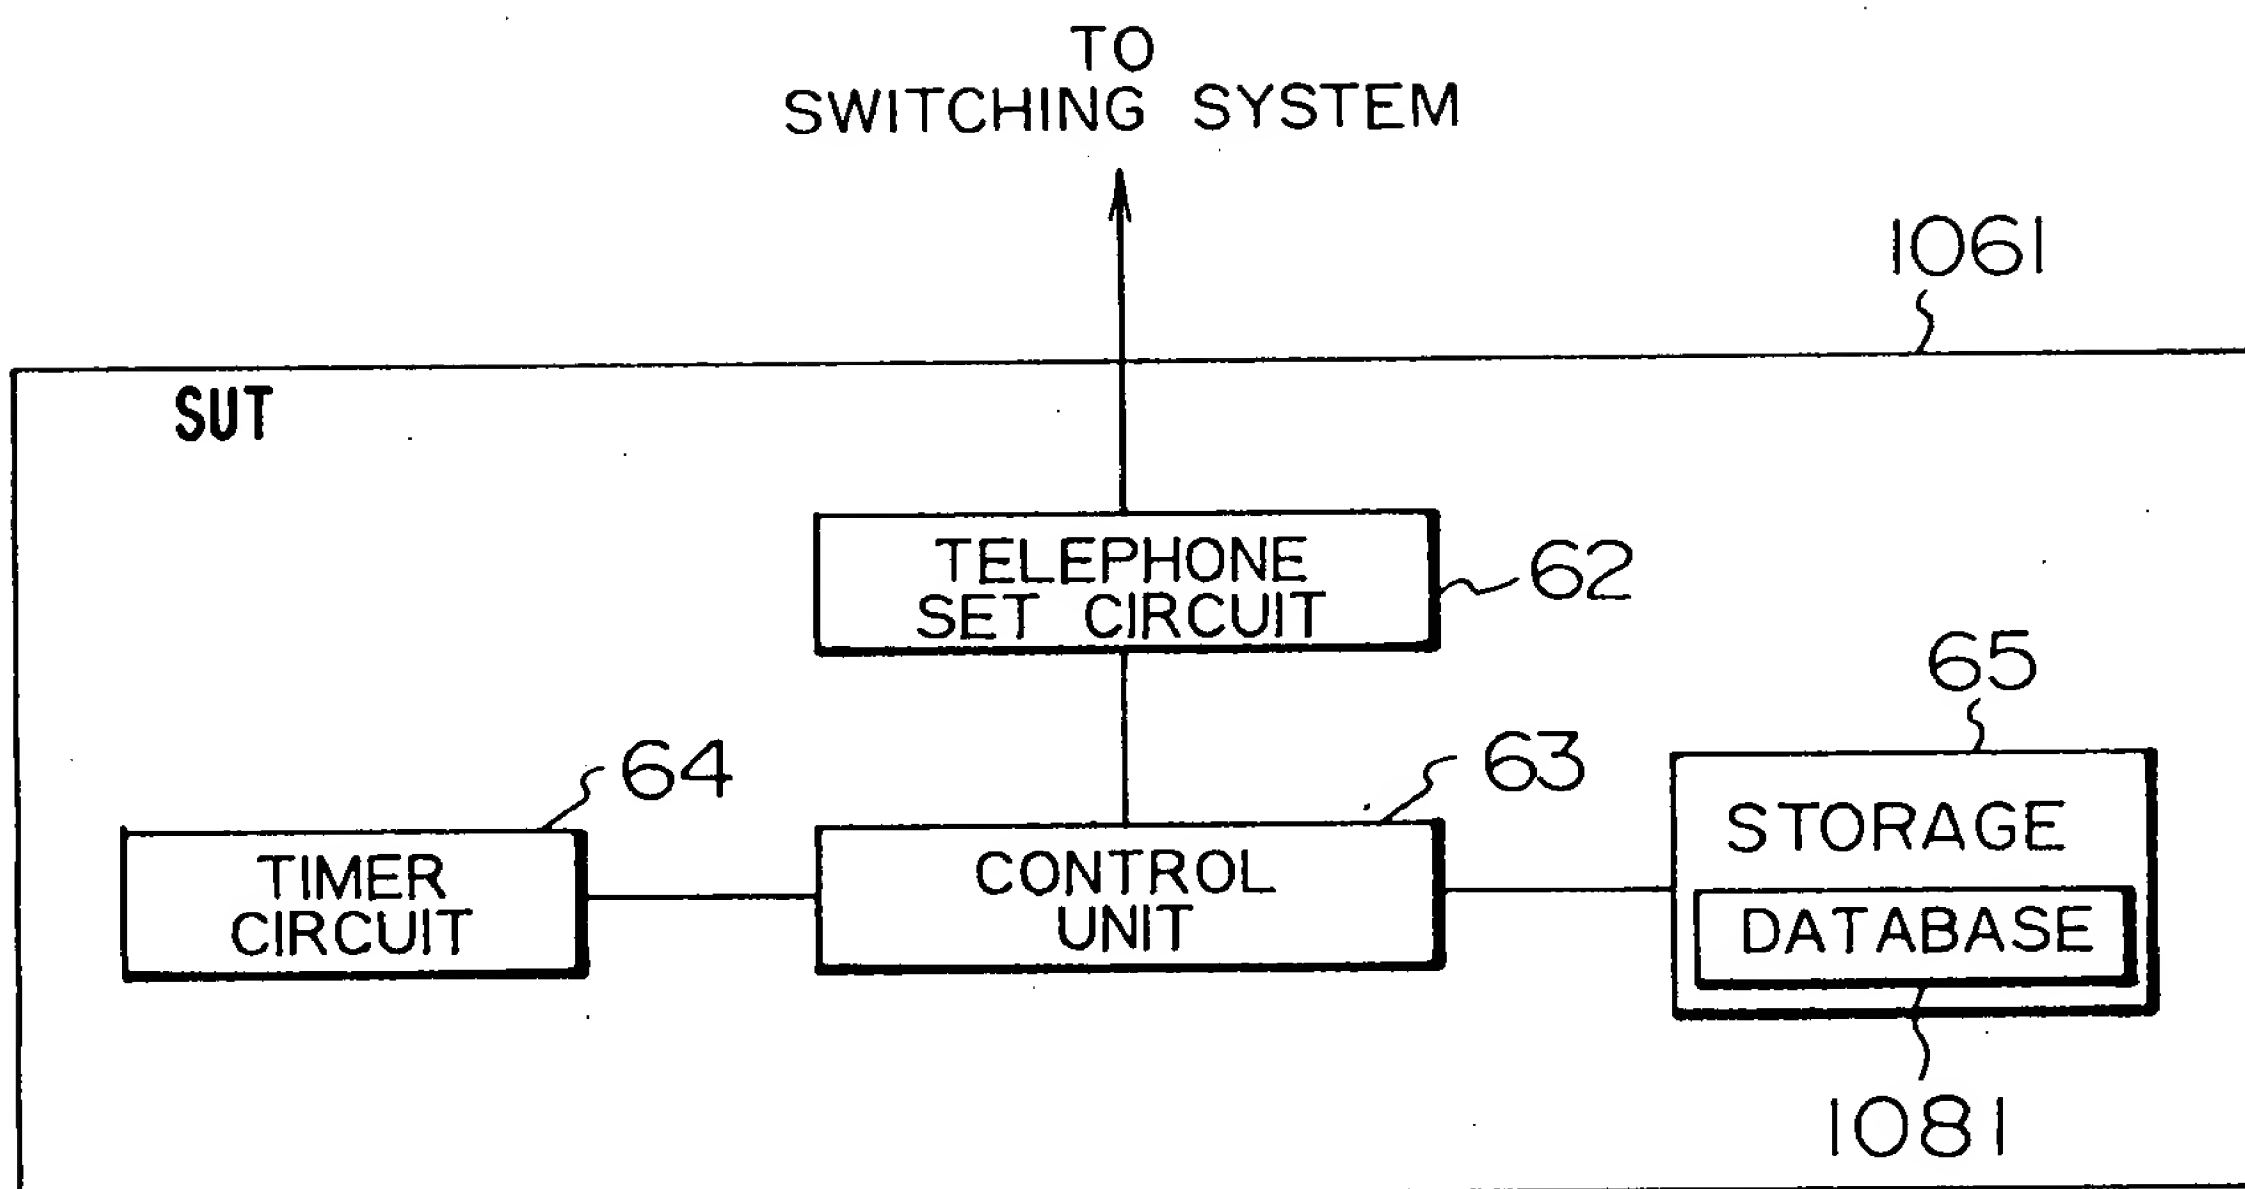 TO
SWITCHING SYSTEM
1061
SUT
TELEPHONE
SET CIRCUIT
62
65
64
63
TIMER
CIRCUIT
CONTROL
UNIT
STORAGE
DATABASE
1081